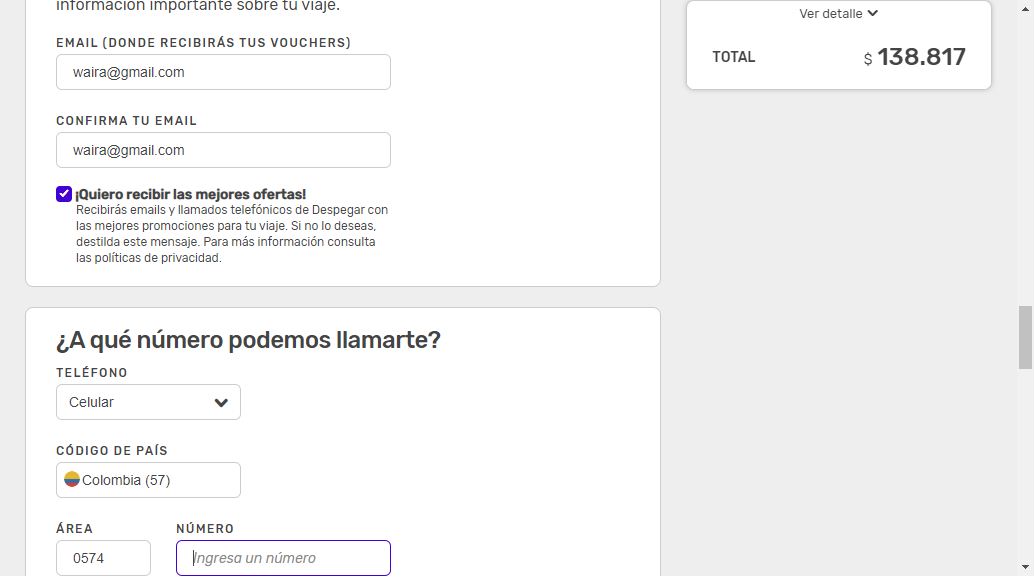 información importante sobre tu viaje.
EMAIL (DONDE RECIBIRÁS TUS VOUCHERS)
waira@gmail.com
CONFIRMA TU EMAIL
waira@gmail.com
¡Quiero recibir las mejores ofertas!
Recibirás emails y llamados telefónicos de Despegar con
las mejores promociones para tu viaje. Si no lo deseas,
destilda este mensaje. Para más información consulta
las políticas de privacidad.
¿A qué número podemos llamarte?
TELÉFONO
Celular
CÓDIGO DE PAÍS
Colombia (57)
ÁREA NÚMERO
0574 Ingresa un número
Ver detalle
TOTAL $ 138.817